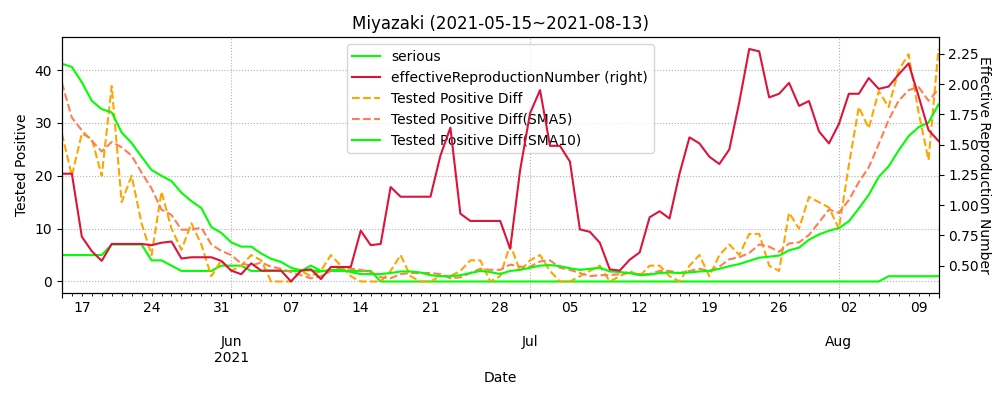 Miyazaki (2021-05-15~2021-08-13)
serious
effectiveReproductionNumber (right)
Tested Positive Diff
Tested Positive Diff(SMA5)
Tested Positive Diff(SMA10)
Tested Positive
40
30
20
10
0
2.25
2.00
1.75
1.50
1.25
1.00
0.75
0.50
Effective Reproduction Number
17 24 31 07 14 21 28 05 12 19 26 02 09
Jun Jul Aug
2021
Date